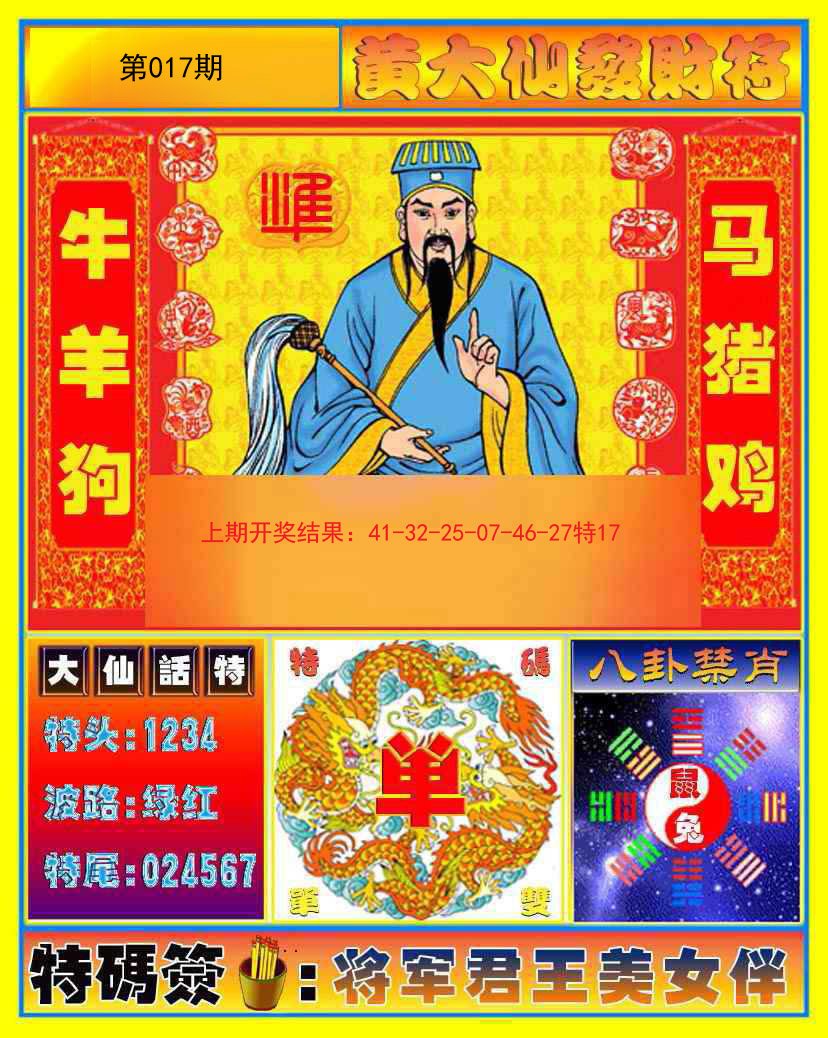 第017期
黃大仙發財符
牛羊狗
马猪鸡
上期开奖结果：41-32-25-07-46-27特17
大仙話特
特头:1234
波路:绿红
特尾:024567
特碼
单
單雙
八卦禁肖
鼠
兔
特碼簽:将军君王美女伴